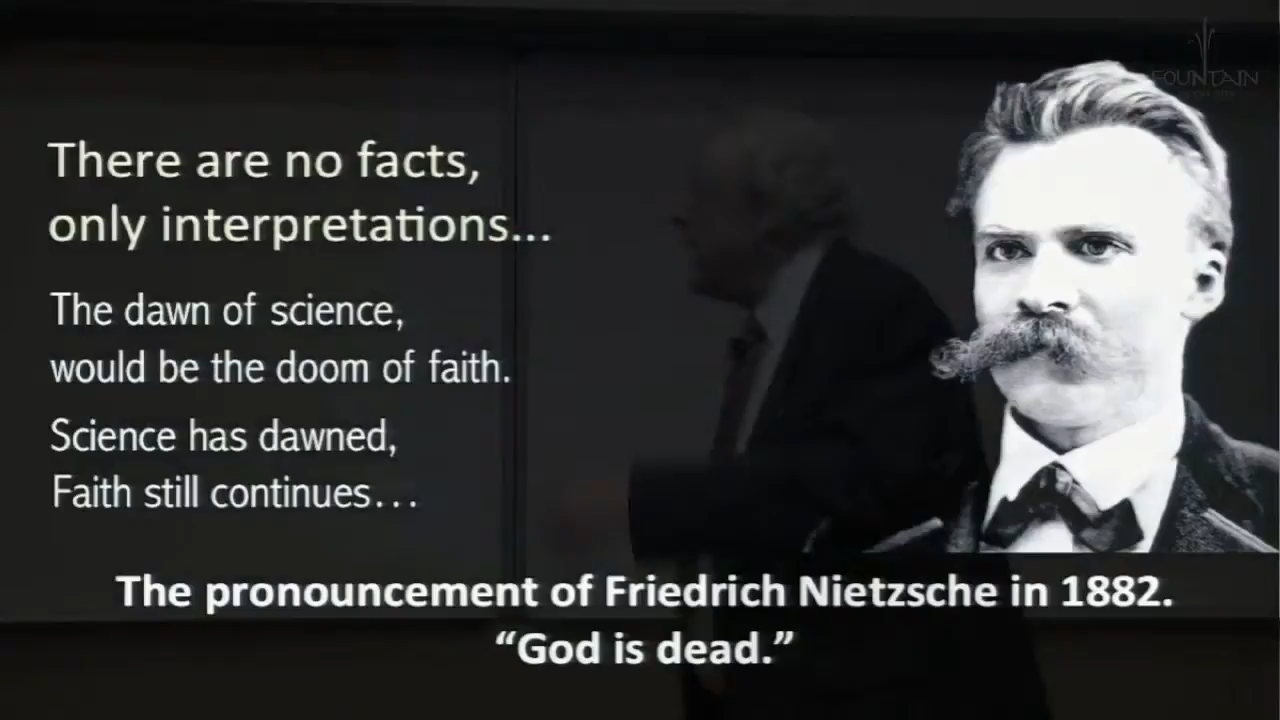 FOUNTAIN
There are no facts,
only interpretations...
The dawn of science,
would be the doom of faith.
Science has dawned,
Faith still continues...
The pronouncement of Friedrich Nietzsche in 1882.
“God is dead.”